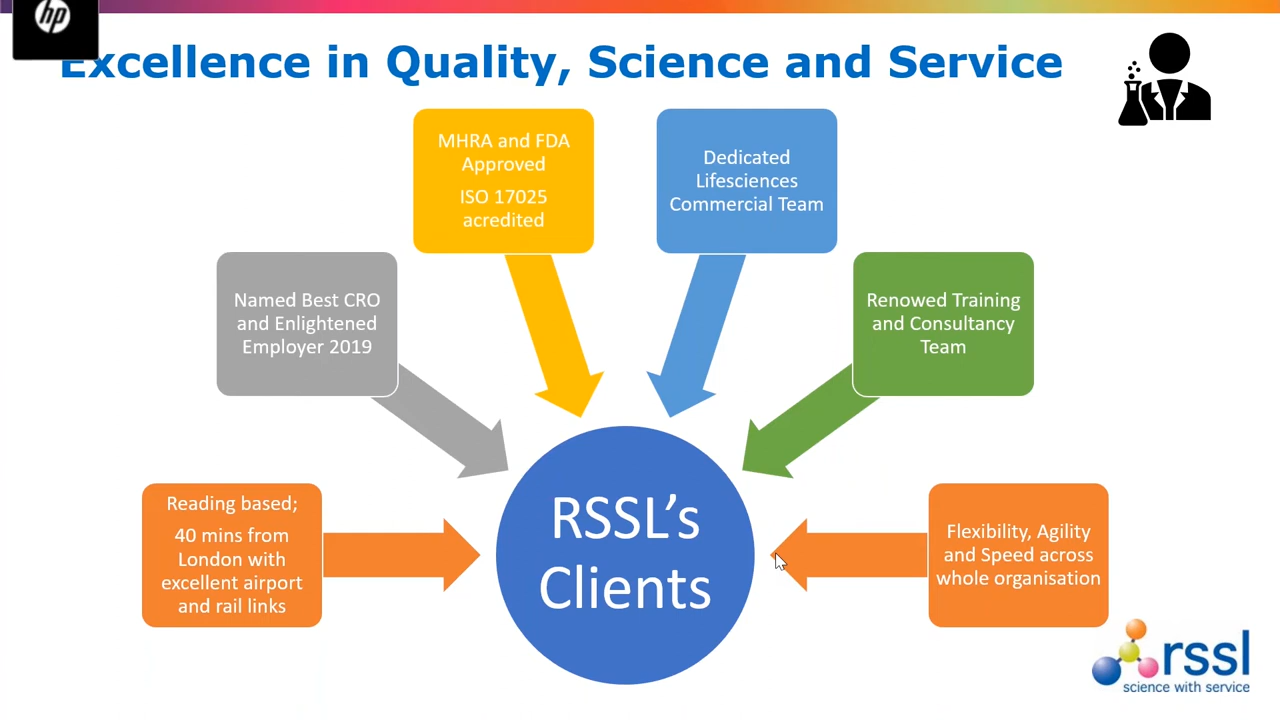 hp
Excellence in Quality, Science and Service
MHRA and FDA
Approved
ISO 17025
acredited
Dedicated
Lifesciences
Commercial Team
Named Best CRO
and Enlightened
Employer 2019
Renowed Training
and Consultancy
Team
Reading based;
40 mins from
London with
excellent airport
and rail links
RSSL’s
Clients
Flexibility, Agility
and Speed across
whole organisation
rssl
science with service